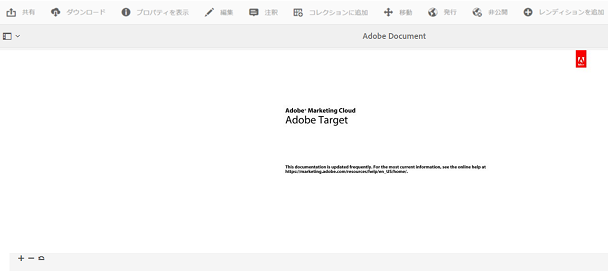 共有 ダウンロード プロパティを表示 編集 注釈 コレクションに追加 移動 発行 非公開 レンディションを追加
Adobe Document
Adobe® Marketing Cloud
Adobe Target
This documentation is updated frequently. For the most current information, see the online help at
https://marketing.adobe.com/resources/help/en_US/home/.